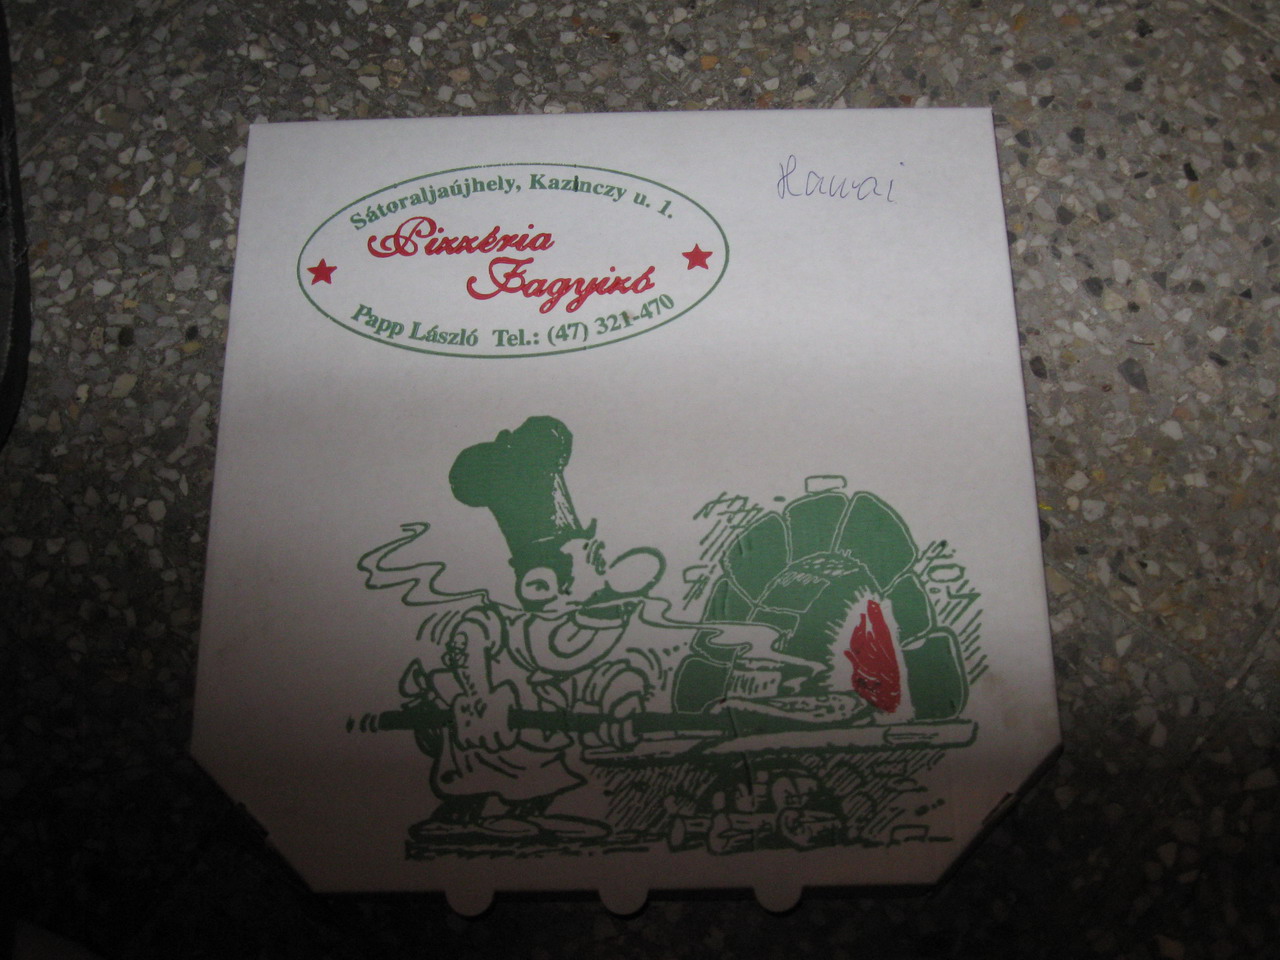 Sátoraljaújhely, Kazinczy u. 1.
Pizzéria
Fagyizó
Papp László Tel.: (47) 321-470
Hawai